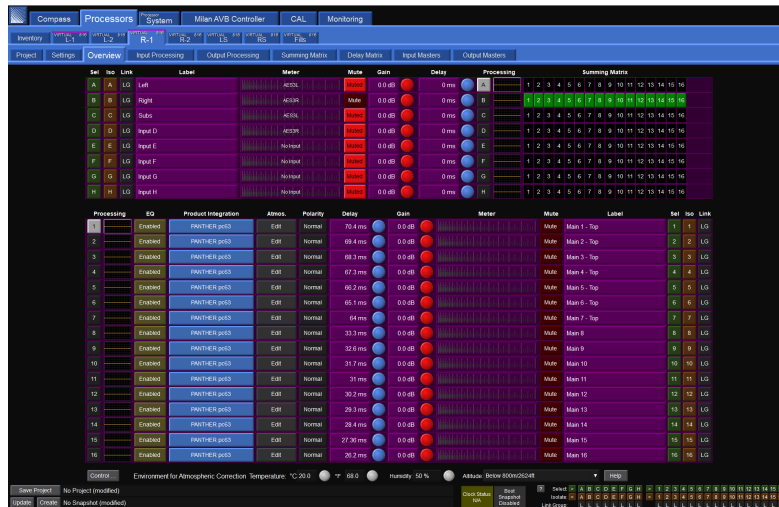 Compass Processors System Milan AVB Controller CAL Monitoring
Inventory L-1 L-2 R-1 R-2 LS RS Fills
Project Settings Overview Input Processing Output Processing Summing Matrix Delay Matrix Input Masters Output Masters
Sel Iso Link Label Meter Mute Gain Delay Processing Summing Matrix
A A LG Left AES3L Muted 0.0 dB 0 ms A 1 2 3 4 5 6 7 8 9 10 11 12 13 14 15 16
B B LG Right AES3R Mute 0.0 dB 0 ms B 1 2 3 4 5 6 7 8 9 10 11 12 13 14 15 16
C C LG Subs AES3L Muted 0.0 dB 0 ms C 1 2 3 4 5 6 7 8 9 10 11 12 13 14 15 16
D D LG Input D AES3R Muted 0.0 dB 0 ms D 1 2 3 4 5 6 7 8 9 10 11 12 13 14 15 16
E E LG Input E No Input Muted 0.0 dB 0 ms E 1 2 3 4 5 6 7 8 9 10 11 12 13 14 15 16
F F LG Input F No Input Muted 0.0 dB 0 ms F 1 2 3 4 5 6 7 8 9 10 11 12 13 14 15 16
G G LG Input G No Input Muted 0.0 dB 0 ms G 1 2 3 4 5 6 7 8 9 10 11 12 13 14 15 16
H H LG Input H No Input Muted 0.0 dB 0 ms H 1 2 3 4 5 6 7 8 9 10 11 12 13 14 15 16
Processing EQ Product Integration Atmos. Polarity Delay Gain Meter Mute Label Sel Iso Link
1 Enabled PANTHER pc63 Edit Normal 70.4 ms 0.0 dB Mute Main 1 - Top 1 1 LG
2 Enabled PANTHER pc63 Edit Normal 69.4 ms 0.0 dB Mute Main 2 - Top 2 2 LG
3 Enabled PANTHER pc63 Edit Normal 68.3 ms 0.0 dB Mute Main 3 - Top 3 3 LG
4 Enabled PANTHER pc63 Edit Normal 67.3 ms 0.0 dB Mute Main 4 - Top 4 4 LG
5 Enabled PANTHER pc63 Edit Normal 66.2 ms 0.0 dB Mute Main 5 - Top 5 5 LG
6 Enabled PANTHER pc63 Edit Normal 65.1 ms 0.0 dB Mute Main 6 - Top 6 6 LG
7 Enabled PANTHER pc63 Edit Normal 64 ms 0.0 dB Mute Main 7 - Top 7 7 LG
8 Enabled PANTHER pc63 Edit Normal 33.3 ms 0.0 dB Mute Main 8 8 8 LG
9 Enabled PANTHER pc63 Edit Normal 32.6 ms 0.0 dB Mute Main 9 9 9 LG
10 Enabled PANTHER pc63 Edit Normal 31.7 ms 0.0 dB Mute Main 10 10 10 LG
11 Enabled PANTHER pc63 Edit Normal 31 ms 0.0 dB Mute Main 11 11 11 LG
12 Enabled PANTHER pc63 Edit Normal 30.2 ms 0.0 dB Mute Main 12 12 12 LG
13 Enabled PANTHER pc63 Edit Normal 29.3 ms 0.0 dB Mute Main 13 13 13 LG
14 Enabled PANTHER pc63 Edit Normal 28.4 ms 0.0 dB Mute Main 14 14 14 LG
15 Enabled PANTHER pc63 Edit Normal 27.36 ms 0.0 dB Mute Main 15 15 15 LG
16 Enabled PANTHER pc63 Edit Normal 26.2 ms 0.0 dB Mute Main 16 16 16 LG
Control Environment for Atmospheric Correction Temperature: °C 20.0 °F 68.0 Humidity 50 % Altitude Below 800m/2624ft Help
Save Project No Project (modified) Clock Status N/A Boot Snapshot Disabled ? Select A B C D E F G H 1 2 3 4 5 6 7 8 9 10 11 12 13 14 15
Isolate A B C D E F G H 1 2 3 4 5 6 7 8 9 10 11 12 13 14 15
Update Create No Snapshot (modified) Link Group L L L L L L L L L L L L L L L L L L L L L L L